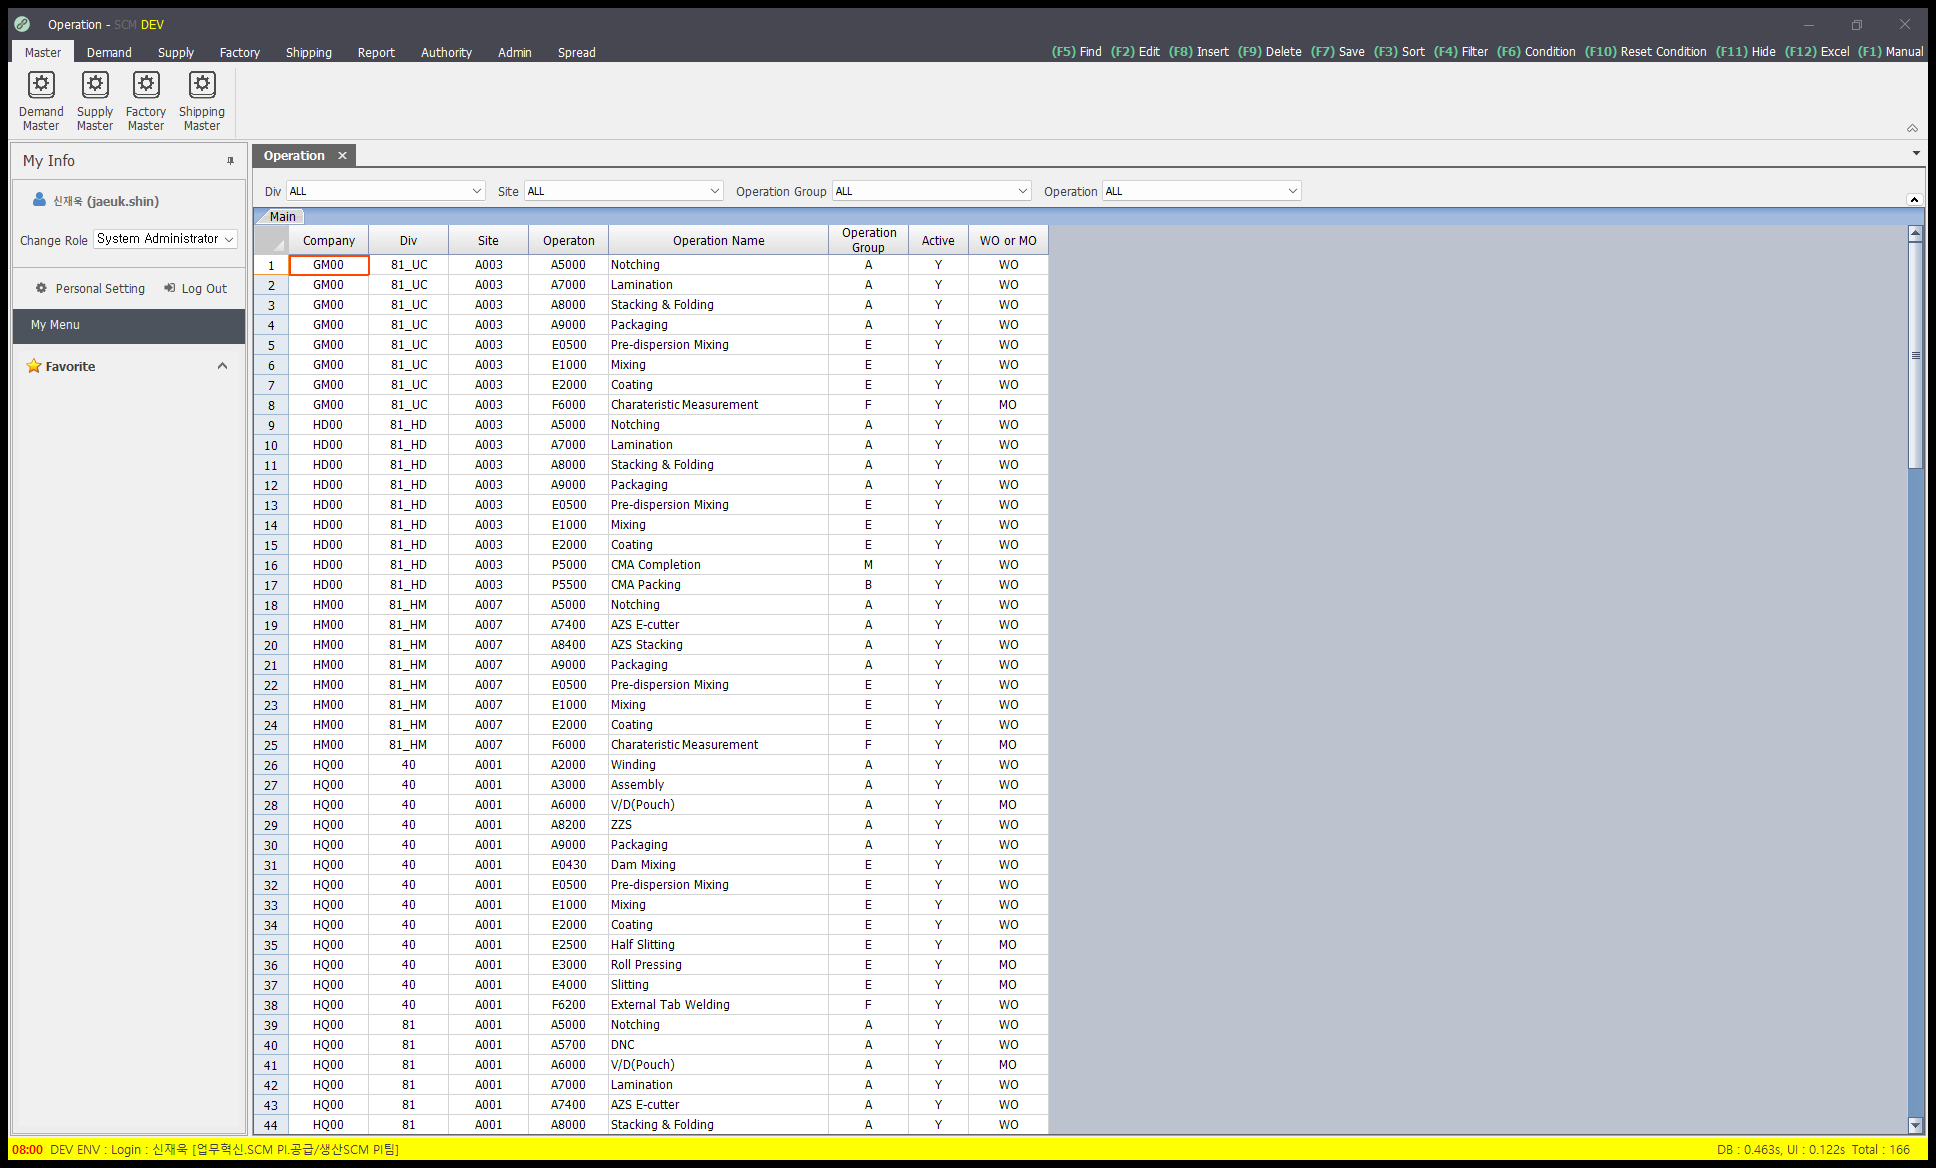 Operation - SCM DEV
Master Demand Supply Factory Shipping Report Authority Admin Spread (F5) Find (F2) Edit (F8) Insert (F9) Delete (F7) Save (F3) Sort (F4) Filter (F6) Condition (F10) Reset Condition (F11) Hide (F12) Excel (F1) Manual
Demand Master Supply Master Factory Master Shipping Master
My Info
신재욱 (jaeuk.shin)
Change Role System Administrator
Personal Setting Log Out
My Menu
Favorite
Operation
Div ALL Site ALL Operation Group ALL Operation ALL
Main
Company Div Site Operaton Operation Name Operation Group Active WO or MO
1 GM00 81_UC A003 A5000 Notching A Y WO
2 GM00 81_UC A003 A7000 Lamination A Y WO
3 GM00 81_UC A003 A8000 Stacking & Folding A Y WO
4 GM00 81_UC A003 A9000 Packaging A Y WO
5 GM00 81_UC A003 E0500 Pre-dispersion Mixing E Y WO
6 GM00 81_UC A003 E1000 Mixing E Y WO
7 GM00 81_UC A003 E2000 Coating E Y WO
8 GM00 81_UC A003 F6000 Charateristic Measurement F Y MO
9 HD00 81_HD A003 A5000 Notching A Y WO
10 HD00 81_HD A003 A7000 Lamination A Y WO
11 HD00 81_HD A003 A8000 Stacking & Folding A Y WO
12 HD00 81_HD A003 A9000 Packaging A Y WO
13 HD00 81_HD A003 E0500 Pre-dispersion Mixing E Y WO
14 HD00 81_HD A003 E1000 Mixing E Y WO
15 HD00 81_HD A003 E2000 Coating E Y WO
16 HD00 81_HD A003 P5000 CMA Completion M Y WO
17 HD00 81_HD A003 P5500 CMA Packing B Y WO
18 HM00 81_HM A007 A5000 Notching A Y WO
19 HM00 81_HM A007 A7400 AZS E-cutter A Y WO
20 HM00 81_HM A007 A8400 AZS Stacking A Y WO
21 HM00 81_HM A007 A9000 Packaging A Y WO
22 HM00 81_HM A007 E0500 Pre-dispersion Mixing E Y WO
23 HM00 81_HM A007 E1000 Mixing E Y WO
24 HM00 81_HM A007 E2000 Coating E Y WO
25 HM00 81_HM A007 F6000 Charateristic Measurement F Y MO
26 HQ00 40 A001 A2000 Winding A Y WO
27 HQ00 40 A001 A3000 Assembly A Y WO
28 HQ00 40 A001 A6000 V/D(Pouch) A Y MO
29 HQ00 40 A001 A8200 ZZS A Y WO
30 HQ00 40 A001 A9000 Packaging A Y WO
31 HQ00 40 A001 E0430 Dam Mixing E Y WO
32 HQ00 40 A001 E0500 Pre-dispersion Mixing E Y WO
33 HQ00 40 A001 E1000 Mixing E Y WO
34 HQ00 40 A001 E2000 Coating E Y WO
35 HQ00 40 A001 E2500 Half Slitting E Y MO
36 HQ00 40 A001 E3000 Roll Pressing E Y MO
37 HQ00 40 A001 E4000 Slitting E Y MO
38 HQ00 40 A001 F6200 External Tab Welding F Y WO
39 HQ00 81 A001 A5000 Notching A Y WO
40 HQ00 81 A001 A5700 DNC A Y WO
41 HQ00 81 A001 A6000 V/D(Pouch) A Y MO
42 HQ00 81 A001 A7000 Lamination A Y WO
43 HQ00 81 A001 A7400 AZS E-cutter A Y WO
44 HQ00 81 A001 A8000 Stacking & Folding A Y WO
08:00 DEV ENV : Login : 신재욱 [업무혁신.SCM PI.공급/생산SCM PI팀] DB : 0.463s, UI : 0.122s Total : 166